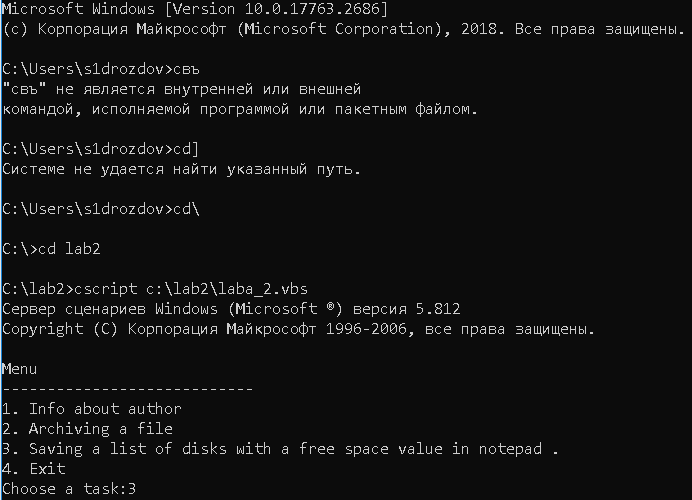 Microsoft Windows [Version 10.0.17763.2686]
(c) Корпорация Майкрософт (Microsoft Corporation), 2018. Все права защищены.
C:\Users\s1drozdov>свъ
"свъ" не является внутренней или внешней
командой, исполняемой программой или пакетным файлом.
C:\Users\s1drozdov>cd]
Системе не удается найти указанный путь.
C:\Users\s1drozdov>cd\
C:\>cd lab2
C:\lab2>cscript c:\lab2\laba_2.vbs
Сервер сценариев Windows (Microsoft ®) версия 5.812
Copyright (C) Корпорация Майкрософт 1996-2006, все права защищены.
Menu
----------------------------
1. Info about author
2. Archiving a file
3. Saving a list of disks with a free space value in notepad .
4. Exit
Choose a task:3